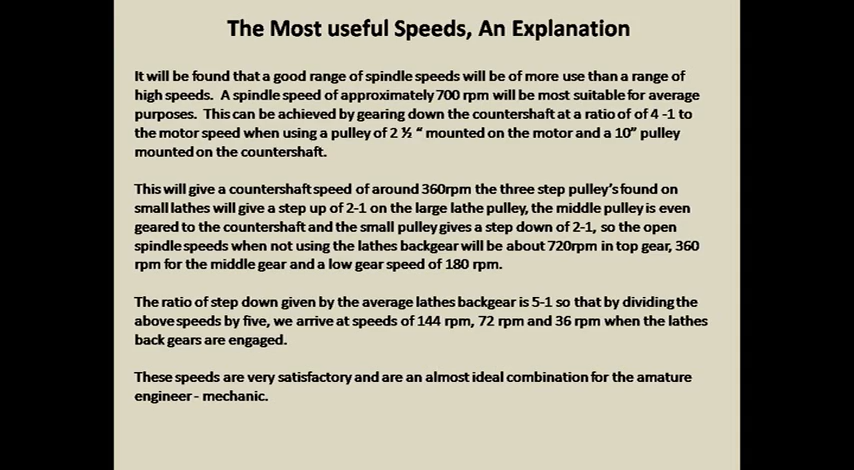 The Most useful Speeds, An Explanation
It will be found that a good range of spindle speeds will be of more use than a range of
high speeds. A spindle speed of approximately 700 rpm will be most suitable for average
purposes. This can be achieved by gearing down the countershaft at a ratio of of 4 -1 to
the motor speed when using a pulley of 2 ½ “ mounted on the motor and a 10” pulley
mounted on the countershaft.
This will give a countershaft speed of around 360rpm the three step pulley’s found on
small lathes will give a step up of 2-1 on the large lathe pulley, the middle pulley is even
geared to the countershaft and the small pulley gives a step down of 2-1, so the open
spindle speeds when not using the lathes backgear will be about 720rpm in top gear, 360
rpm for the middle gear and a low gear speed of 180 rpm.
The ratio of step down given by the average lathes backgear is 5-1 so that by dividing the
above speeds by five, we arrive at speeds of 144 rpm, 72 rpm and 36 rpm when the lathes
back gears are engaged.
These speeds are very satisfactory and are an almost ideal combination for the amature
engineer - mechanic.